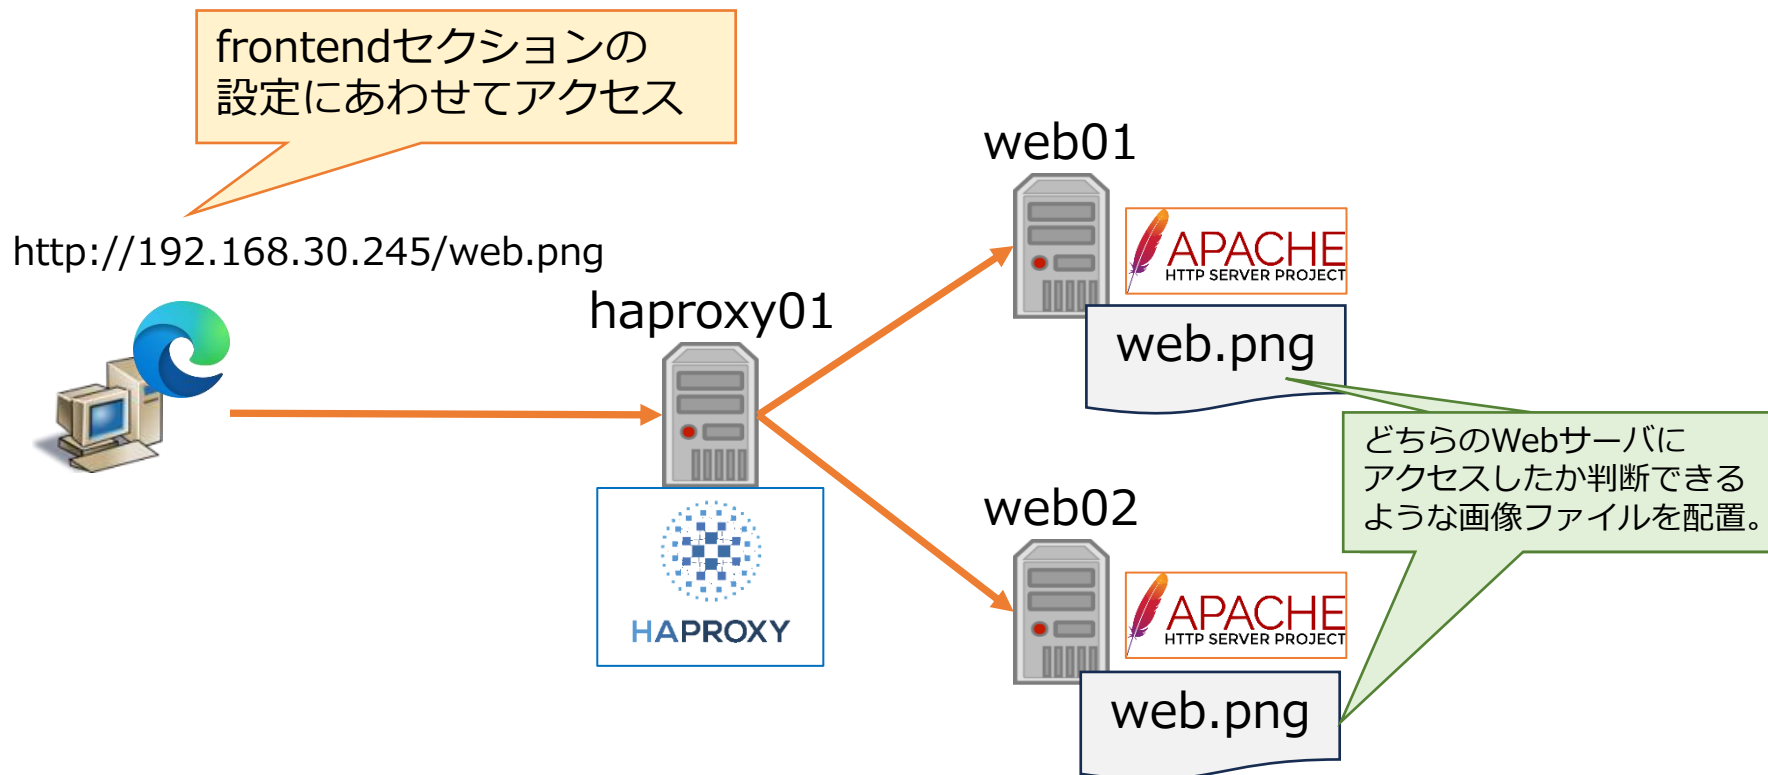 frontendセクションの
設定にあわせてアクセス
http://192.168.30.245/web.png
haproxy01
HAPROXY
web01
APACHE
HTTP SERVER PROJECT
web.png
どちらのWebサーバに
アクセスしたか判断できる
ような画像ファイルを配置。
web02
APACHE
HTTP SERVER PROJECT
web.png